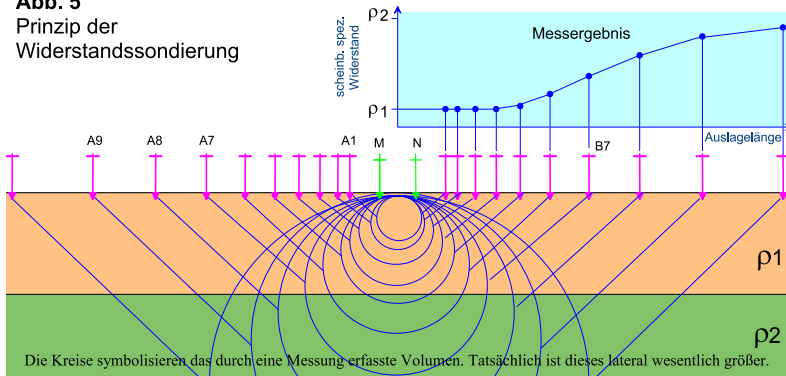 Abb. 5
Prinzip der
Widerstandssondierung
scheinb. spez.
Widerstand
ρ2
ρ1
Messergebnis
Auslagelänge
A9
A8
A7
A1
M
N
B7
ρ1
ρ2
Die Kreise symbolisieren das durch eine Messung erfasste Volumen. Tatsächlich ist dieses lateral wesentlich größer.